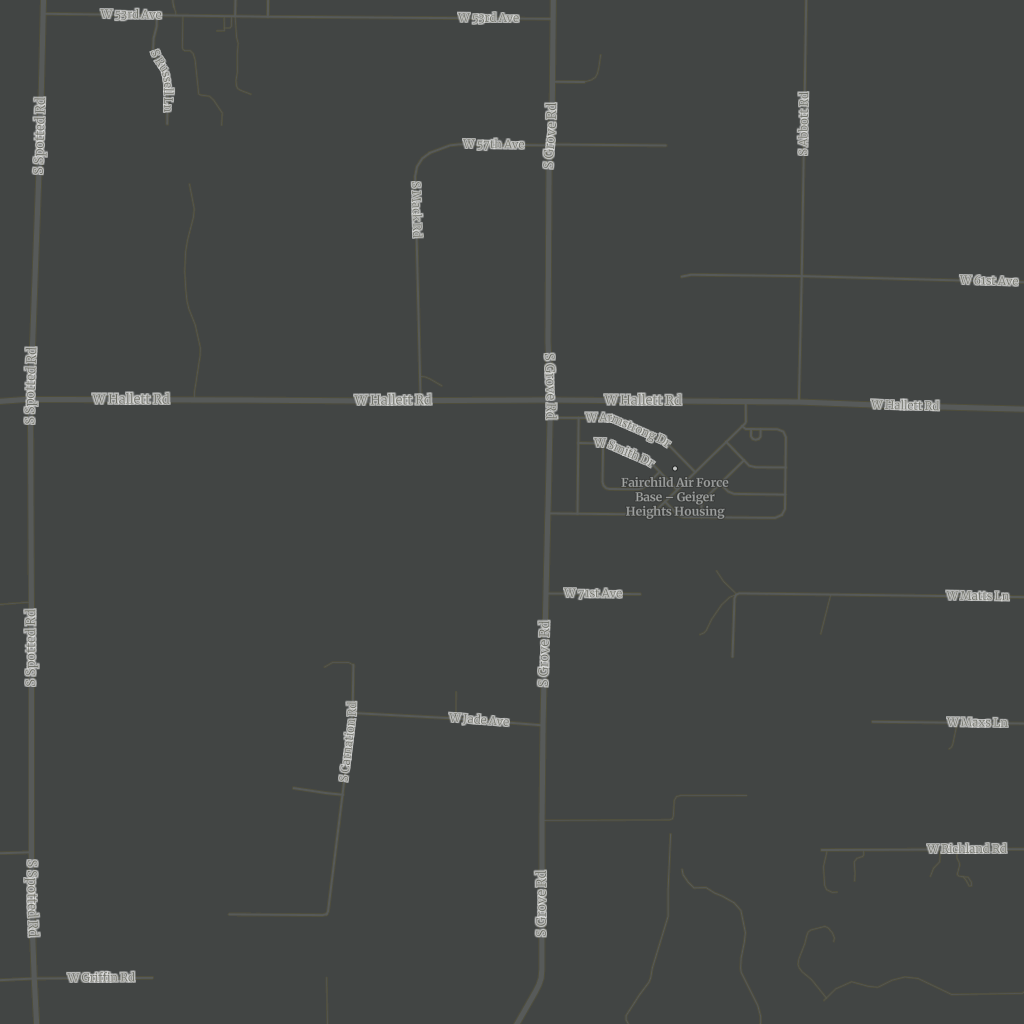 W 53rd Ave
W 53rd Ave
S Russell Ln
S Spotted Rd
S Grove Rd
S Abbott Rd
W 57th Ave
S Mack Rd
W 61st Ave
S Spotted Rd
S Grove Rd
W Hallett Rd
W Hallett Rd
W Hallett Rd
W Hallett Rd
W Armstrong Dr
W Smith Dr
Fairchild Air Force
Base – Geiger
Heights Housing
W 71st Ave
W Matts Ln
S Spotted Rd
S Grove Rd
W Jade Ave
W Maxs Ln
S Carnation Rd
W Richland Rd
S Spotted Rd
S Grove Rd
W Griffin Rd